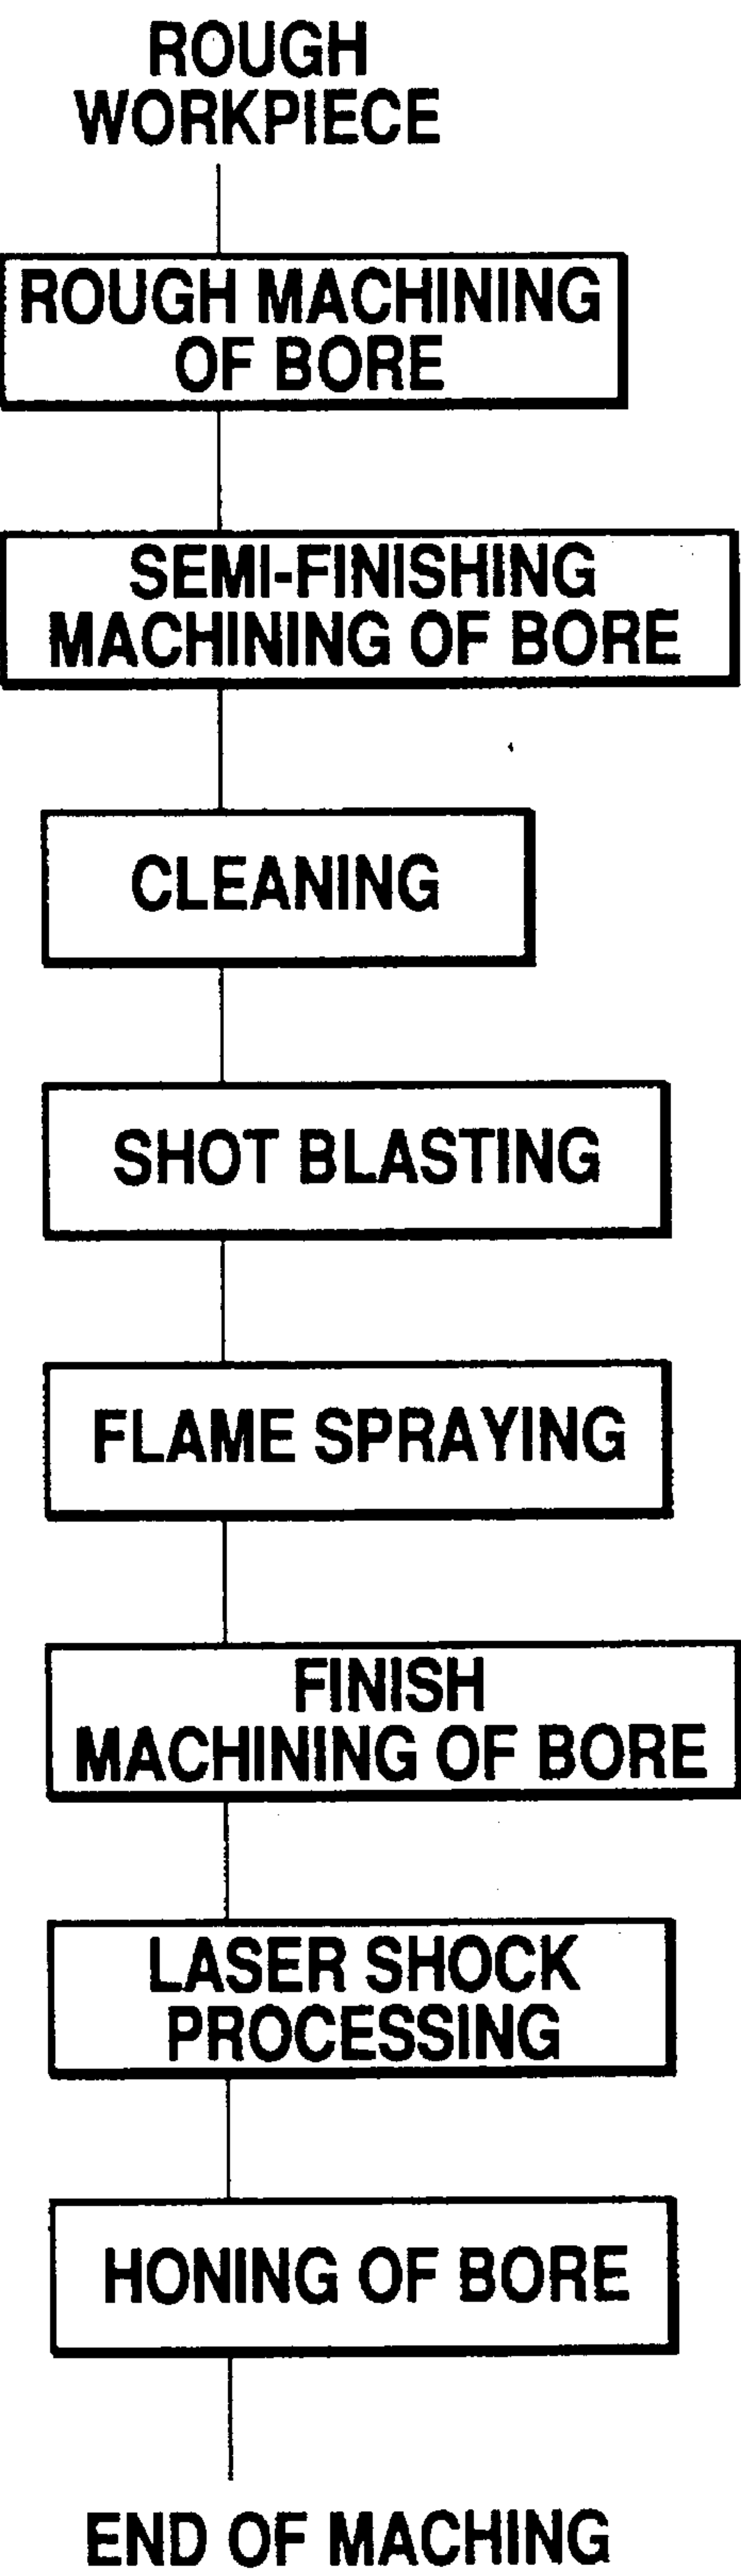 ROUGH
WORKPIECE
ROUGH MACHINING
OF BORE
SEMI-FINISHING
MACHINING OF BORE
CLEANING
SHOT BLASTING
FLAME SPRAYING
FINISH
MACHINING OF BORE
LASER SHOCK
PROCESSING
HONING OF BORE
END OF MACHING